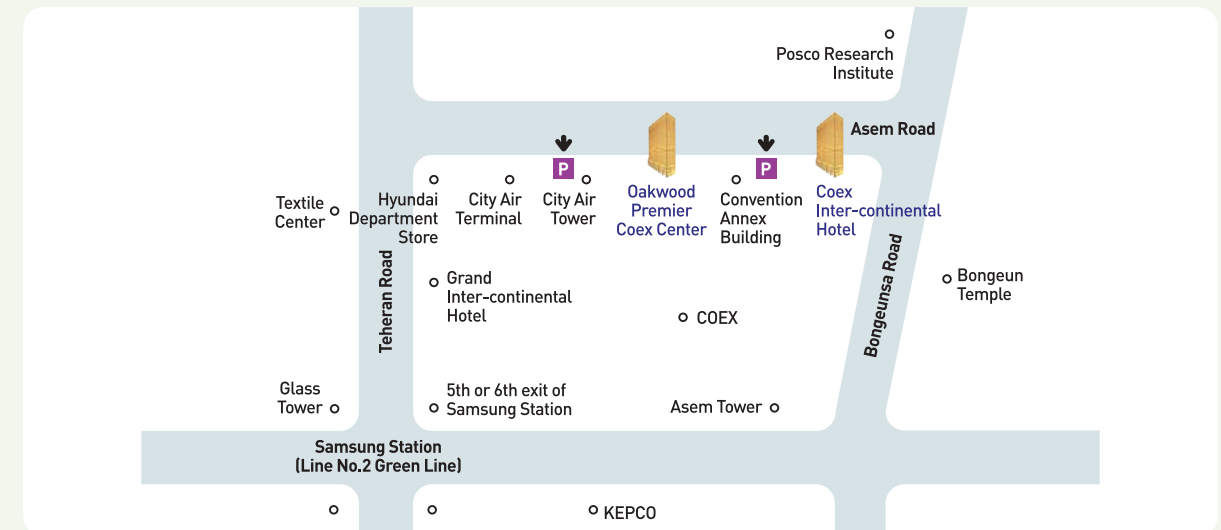 Posco Research
Institute
Asem Road
P
P
Textile
Center
Hyundai
Department
Store
City Air
Terminal
City Air
Tower
Oakwood
Premier
Coex Center
Convention
Annex
Building
Coex
Inter-continental
Hotel
Teheran Road
Grand
Inter-continental
Hotel
COEX
Bongeunsa Road
Bongeun
Temple
Glass
Tower
5th or 6th exit of
Samsung Station
Asem Tower
Samsung Station
(Line No.2 Green Line)
KEPCO